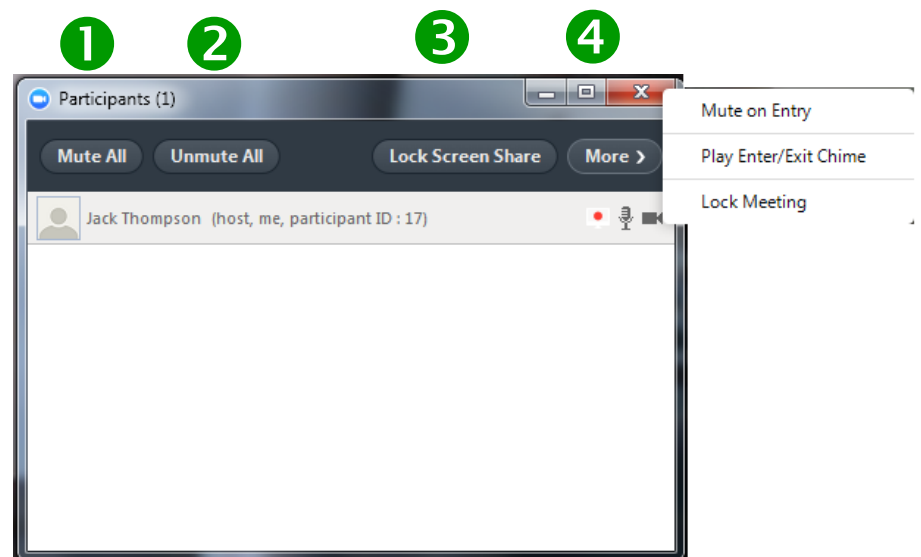 1 2 3 4
Participants (1)
Mute All Unmute All Lock Screen Share More >
Jack Thompson (host, me, participant ID : 17)
Mute on Entry
Play Enter/Exit Chime
Lock Meeting